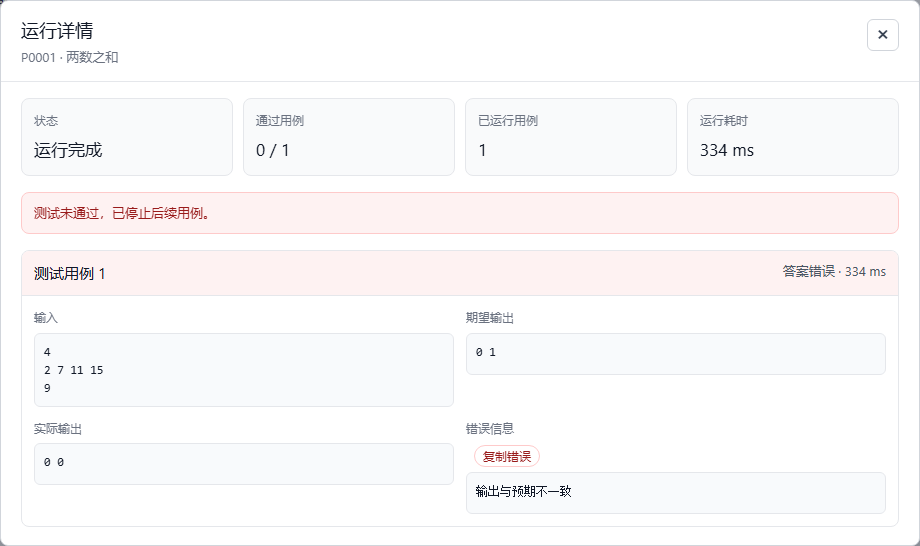 运行详情
P0001 · 两数之和
×
状态
运行完成
通过用例
0 / 1
已运行用例
1
运行耗时
334 ms
测试未通过，已停止后续用例。
测试用例 1
答案错误 · 334 ms
输入
4
2 7 11 15
9
期望输出
0 1
实际输出
0 0
错误信息
复制错误
输出与预期不一致